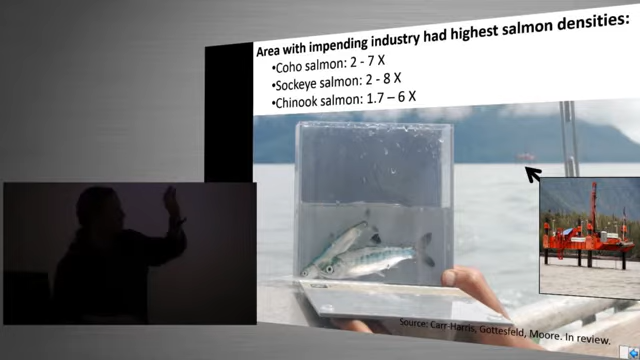 Area with impending industry had highest salmon densities:
•Coho salmon: 2 - 7 X
•Sockeye salmon: 2 - 8 X
•Chinook salmon: 1.7 – 6 X
Source: Carr-Harris, Gottesfeld, Moore. In review.